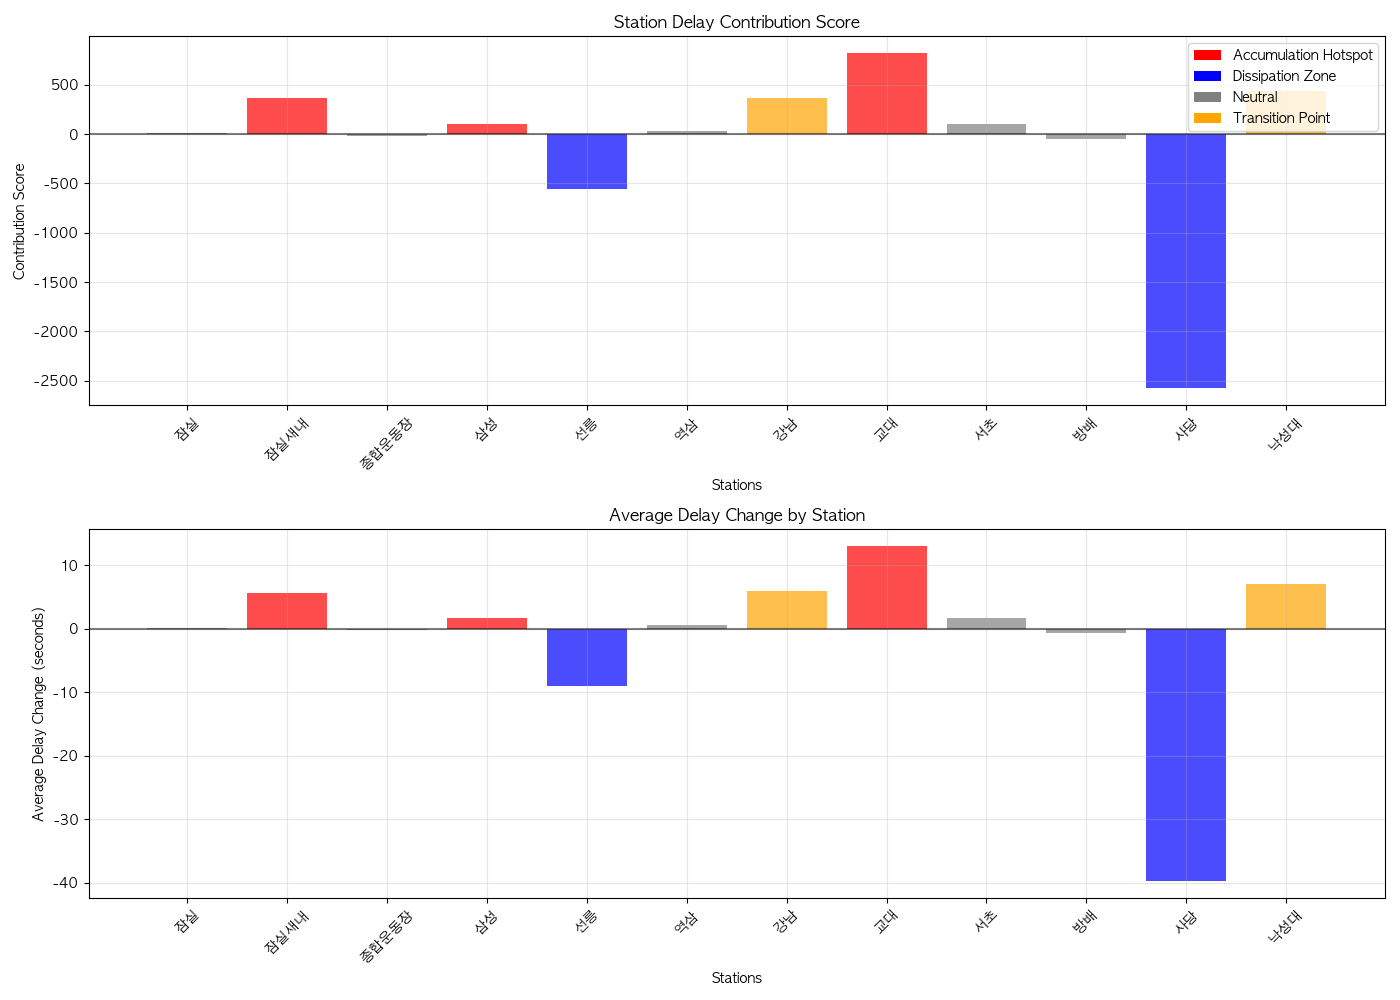 Station Delay Contribution Score
Contribution Score
500
0
-500
-1000
-1500
-2000
-2500
Accumulation Hotspot
Dissipation Zone
Neutral
Transition Point
잠실
잠실새내
종합운동장
삼성
선릉
역삼
강남
교대
서초
방배
사당
낙성대
Stations
Average Delay Change by Station
Average Delay Change (seconds)
10
0
-10
-20
-30
-40
잠실
잠실새내
종합운동장
삼성
선릉
역삼
강남
교대
서초
방배
사당
낙성대
Stations